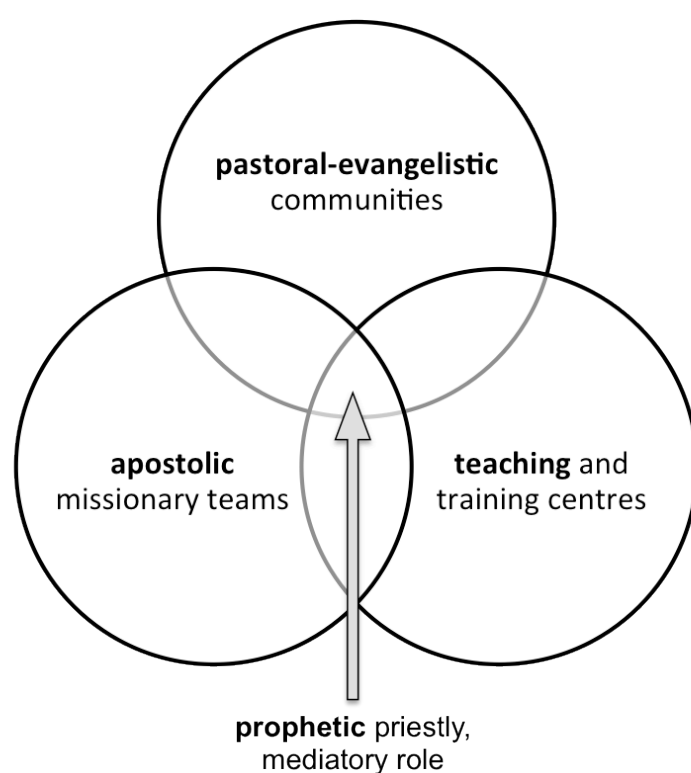 pastoral-evangelistic
communities
apostolic
missionary teams
teaching and
training centres
prophetic priestly,
mediatory role